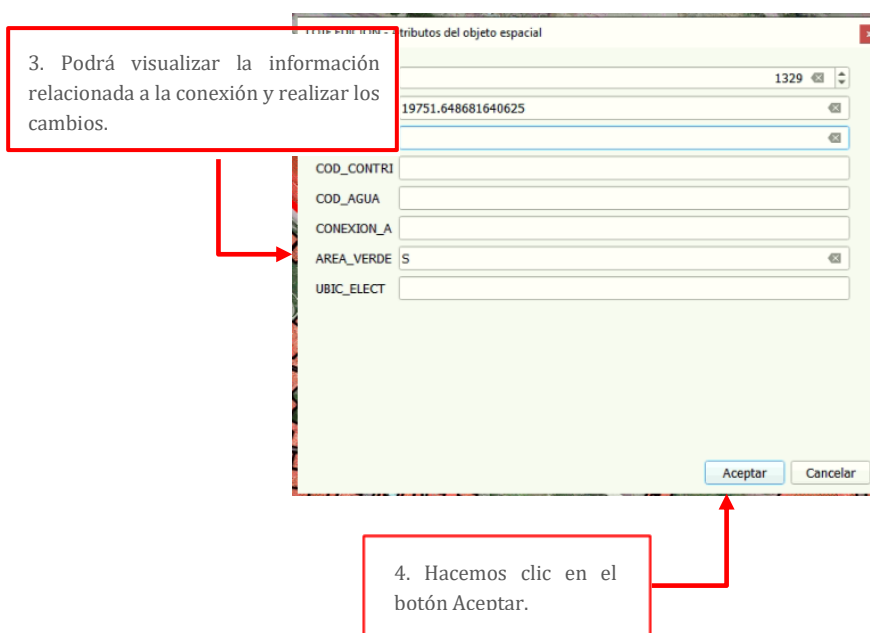 tributos del objeto espacial
3. Podrá visualizar la información
relacionada a la conexión y realizar los
cambios.
1329
19751.648681640625
COD_CONTRI
COD_AGUA
CONEXION_A
AREA_VERDE S
UBIC_ELECT
Aceptar Cancelar
4. Hacemos clic en el
botón Aceptar.